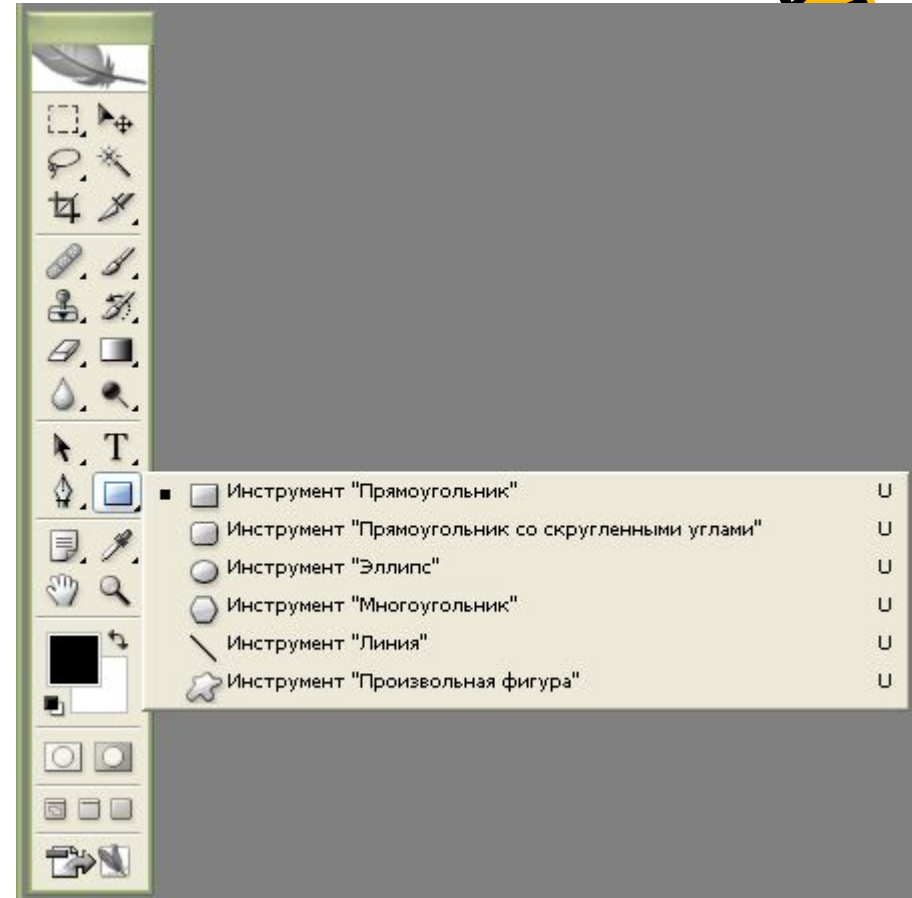 T
Инструмент "Прямоугольник" U
Инструмент "Прямоугольник со скругленными углами" U
Инструмент "Эллипс" U
Инструмент "Многоугольник" U
Инструмент "Линия" U
Инструмент "Произвольная фигура" U